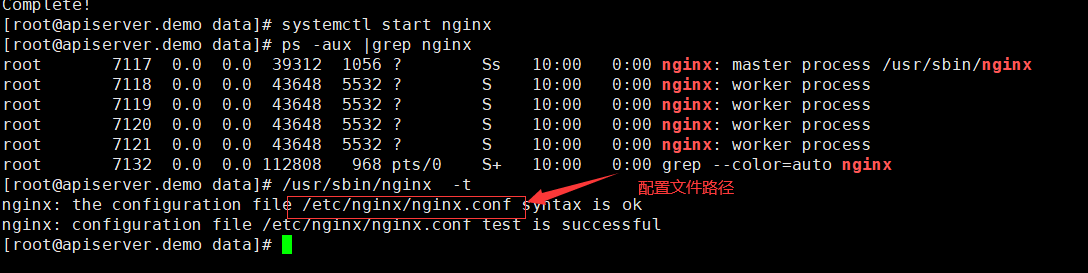 Complete!
[root@apiserver.demo data]# systemctl start nginx
[root@apiserver.demo data]# ps -aux |grep nginx
root 7117 0.0 0.0 39312 1056 ? Ss 10:00 0:00 nginx: master process /usr/sbin/nginx
root 7118 0.0 0.0 43648 5532 ? S 10:00 0:00 nginx: worker process
root 7119 0.0 0.0 43648 5532 ? S 10:00 0:00 nginx: worker process
root 7120 0.0 0.0 43648 5532 ? S 10:00 0:00 nginx: worker process
root 7121 0.0 0.0 43648 5532 ? S 10:00 0:00 nginx: worker process
root 7132 0.0 0.0 112808 968 pts/0 S+ 10:00 0:00 grep --color=auto nginx
[root@apiserver.demo data]# /usr/sbin/nginx -t
配置文件路径
nginx: the configuration file /etc/nginx/nginx.conf syntax is ok
nginx: configuration file /etc/nginx/nginx.conf test is successful
[root@apiserver.demo data]#